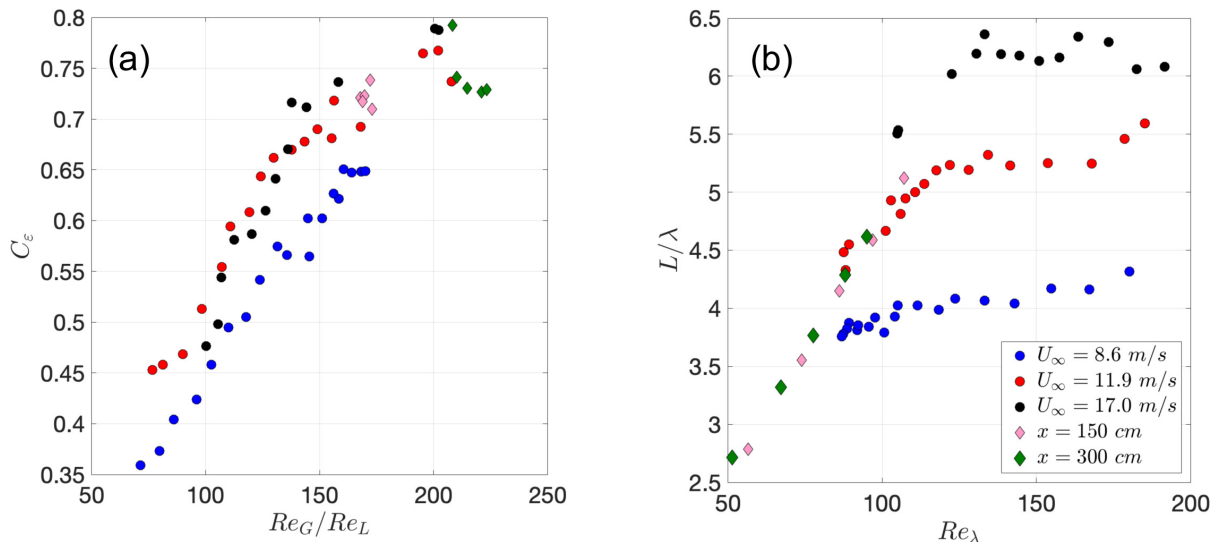 (a)
0.8
0.75
0.7
0.65
0.6
0.55
0.5
0.45
0.4
0.35
C_ε
50 100 150 200 250
Re_G/Re_L
(b)
6.5
6
5.5
5
4.5
4
3.5
3
2.5
L/λ
50 100 150 200
Re_λ
U_∞ = 8.6 m/s
U_∞ = 11.9 m/s
U_∞ = 17.0 m/s
x = 150 cm
x = 300 cm